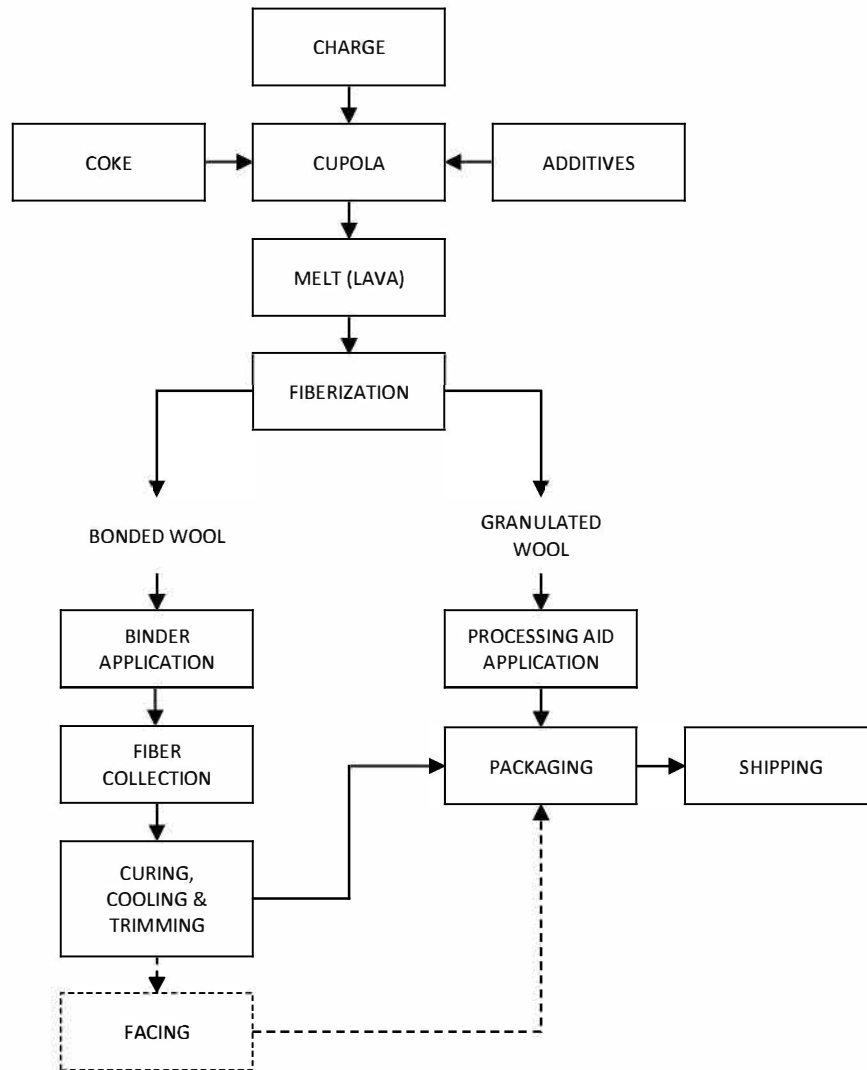 CHARGE
COKE
CUPOLA
ADDITIVES
MELT (LAVA)
FIBERIZATION
BONDED WOOL
GRANULATED
WOOL
BINDER
APPLICATION
PROCESSING AID
APPLICATION
FIBER
COLLECTION
PACKAGING
SHIPPING
CURING,
COOLING &
TRIMMING
FACING